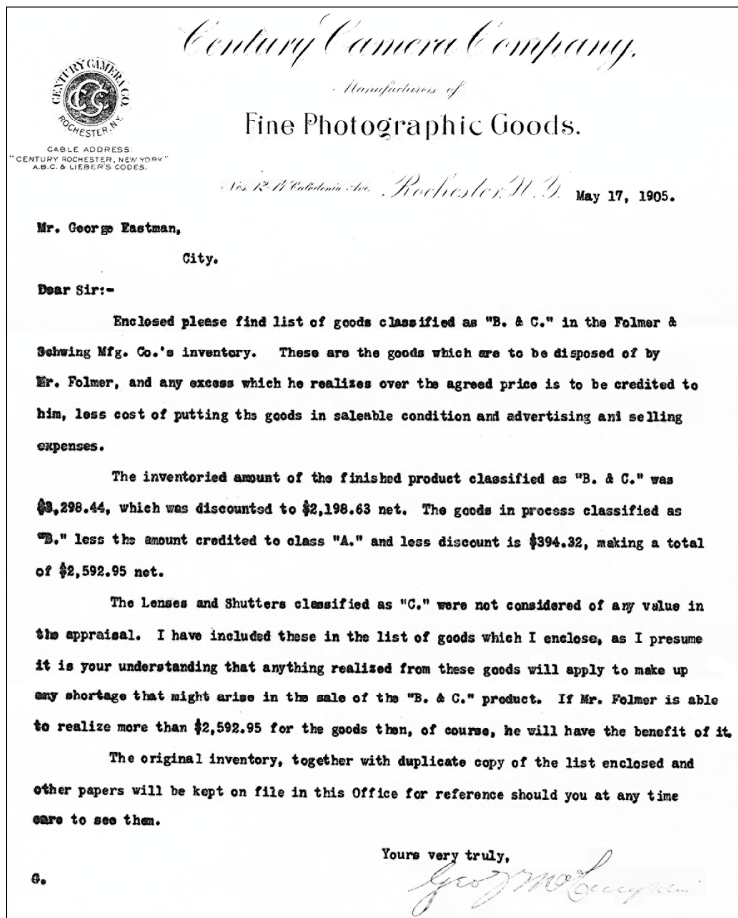 Century Camera Company,
Manufacturers of
Fine Photographic Goods.
CENTURY CAMERA CO.
CCC
ROCHESTER, N.Y.
CABLE ADDRESS
"CENTURY ROCHESTER, NEW YORK"
A.B.C. & LIEBER'S CODES.
Nos. 12-14 Caledonia Ave. Rochester, N.Y. May 17, 1905.
Mr. George Eastman,
City.
Dear Sir:-
Enclosed please find list of goods classified as "B. & C." in the Folmer &
Schwing Mfg. Co.'s inventory. These are the goods which are to be disposed of by
Mr. Folmer, and any excess which he realizes over the agreed price is to be credited to
him, less cost of putting the goods in saleable condition and advertising and selling
expenses.
The inventoried amount of the finished product classified as "B. & C." was
$3,298.44, which was discounted to $2,198.63 net. The goods in process classified as
"B." less the amount credited to class "A." and less discount is $394.32, making a total
of $2,592.95 net.
The Lenses and Shutters classified as "C." were not considered of any value in
the appraisal. I have included these in the list of goods which I enclose, as I presume
it is your understanding that anything realized from these goods will apply to make up
any shortage that might arise in the sale of the "B. & C." product. If Mr. Folmer is able
to realize more than $2,592.95 for the goods then, of course, he will have the benefit of it.
The original inventory, together with duplicate copy of the list enclosed and
other papers will be kept on file in this Office for reference should you at any time
care to see them.
Yours very truly,
G.